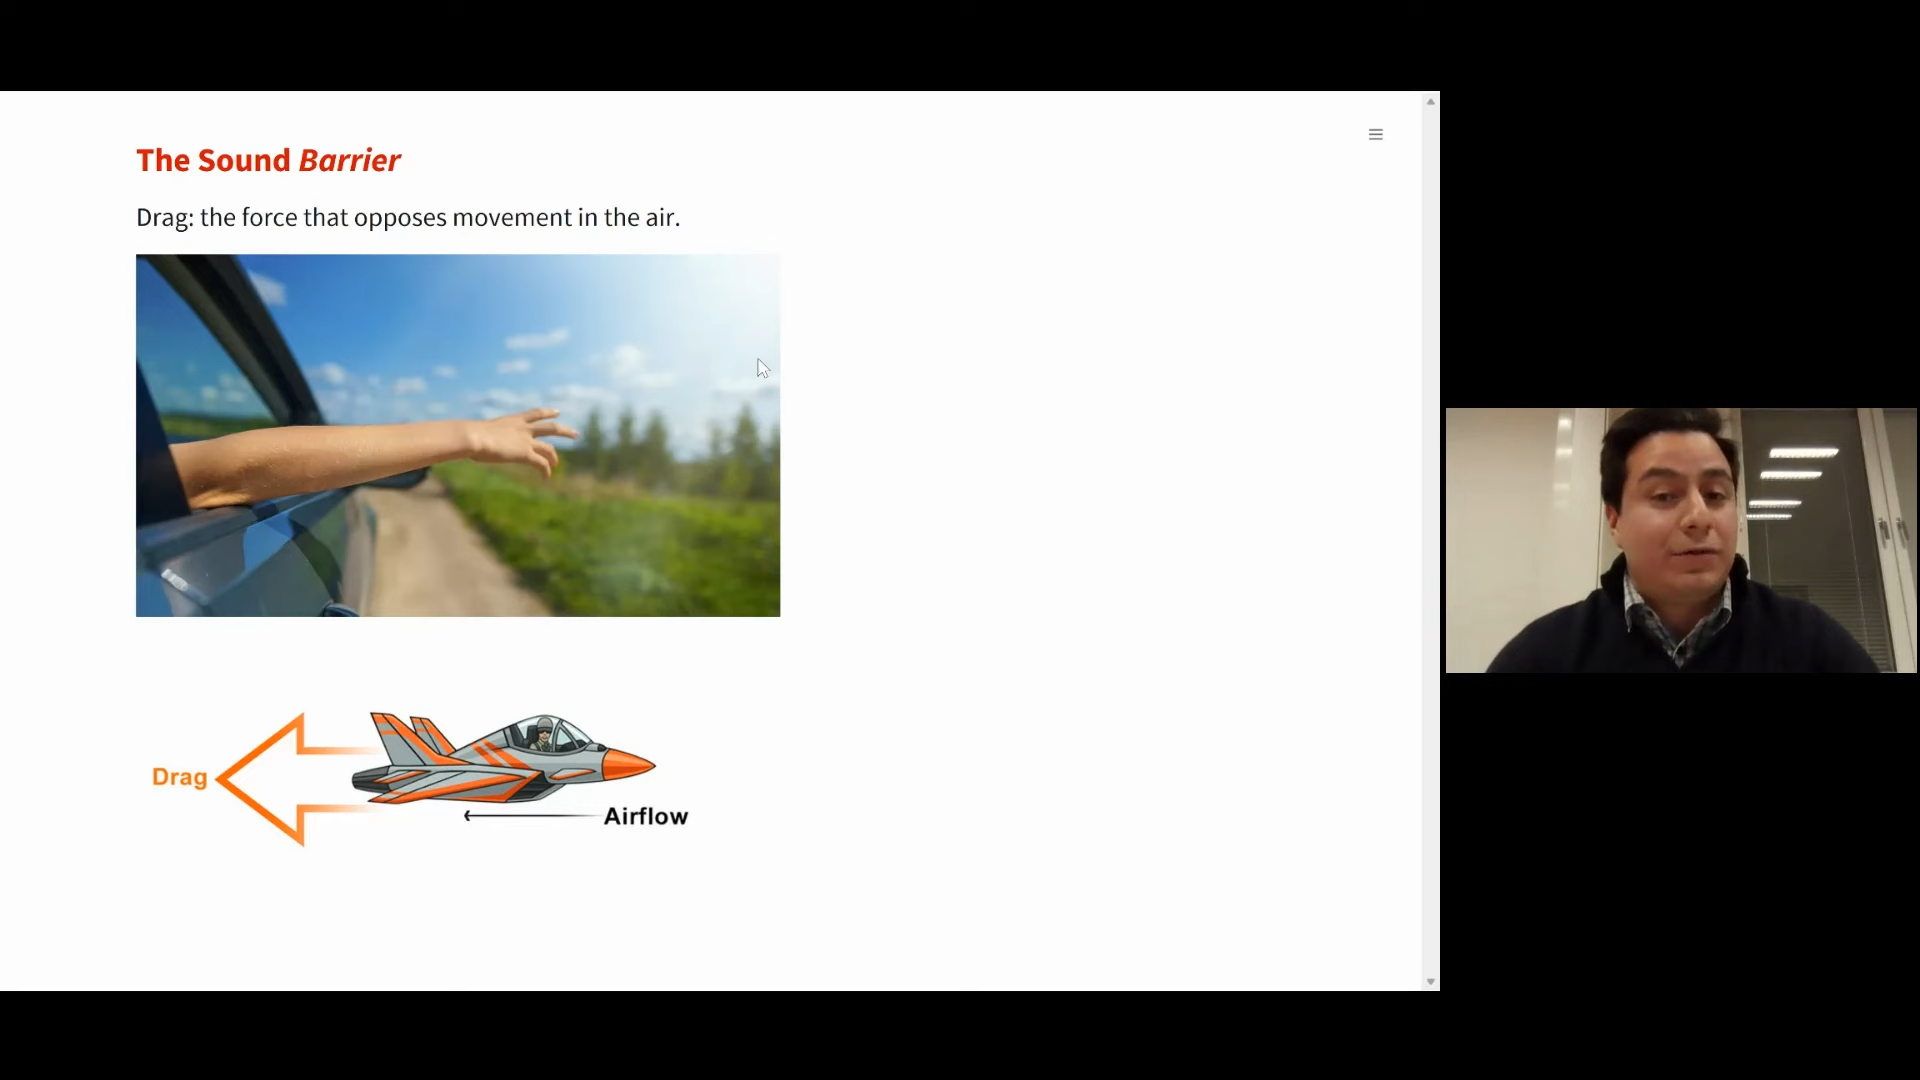 The Sound Barrier
Drag: the force that opposes movement in the air.
Drag
Airflow